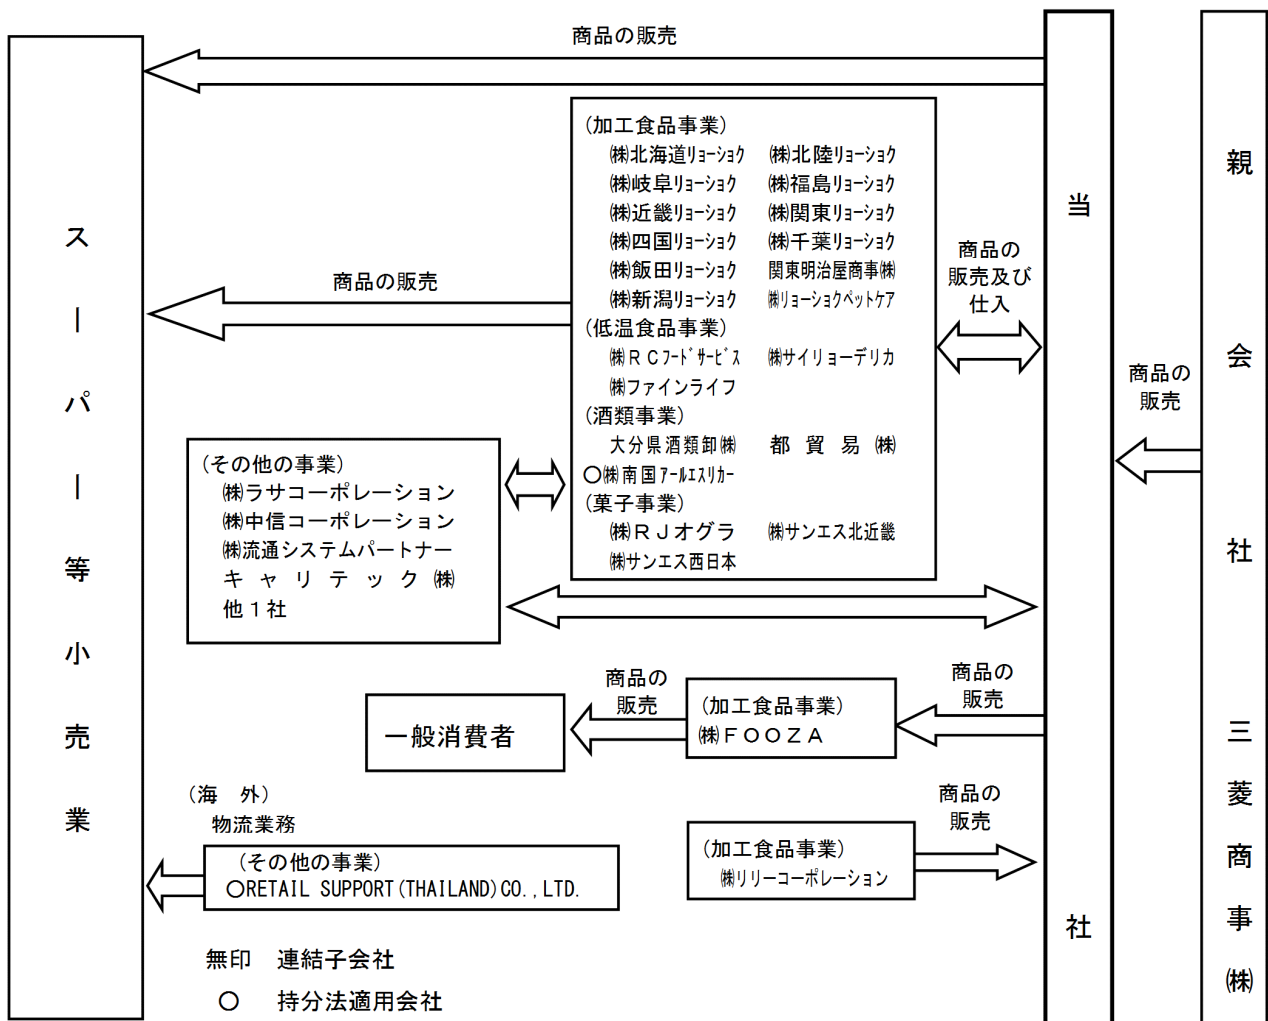 商品の販売
(加工食品事業)
㈱北海道ﾘｮｰｼｮｸ ㈱北陸ﾘｮｰｼｮｸ
㈱岐阜ﾘｮｰｼｮｸ ㈱福島ﾘｮｰｼｮｸ
㈱近畿ﾘｮｰｼｮｸ ㈱関東ﾘｮｰｼｮｸ
㈱四国ﾘｮｰｼｮｸ ㈱千葉ﾘｮｰｼｮｸ
㈱飯田ﾘｮｰｼｮｸ 関東明治屋商事㈱
㈱新潟ﾘｮｰｼｮｸ ㈱リョーショクペットケア
(低温食品事業)
㈱ＲＣﾌｰﾄﾞｻｰﾋﾞｽ ㈱サイリョーデリカ
㈱ファインライフ
(酒類事業)
大分県酒類卸㈱ 都貿易㈱
○㈱南国ｱｰﾙｴｽﾘｶｰ
(菓子事業)
㈱ＲＪオグラ ㈱サンエス北近畿
㈱サンエス西日本
商品の販売
商品の
販売及び
仕入
商品の
販売
(その他の事業)
㈱ラサコーポレーション
㈱中信コーポレーション
㈱流通システムパートナー
キャリテック㈱
他１社
スーパー等小売業
当社
親会社 三菱商事㈱
商品の
販売
商品の
販売
(加工食品事業)
㈱ＦＯＯＺＡ
一般消費者
(海 外)
物流業務
(その他の事業)
○RETAIL SUPPORT(THAILAND)CO.,LTD.
商品の
販売
(加工食品事業)
㈱リリーコーポレーション
無印 連結子会社
○ 持分法適用会社